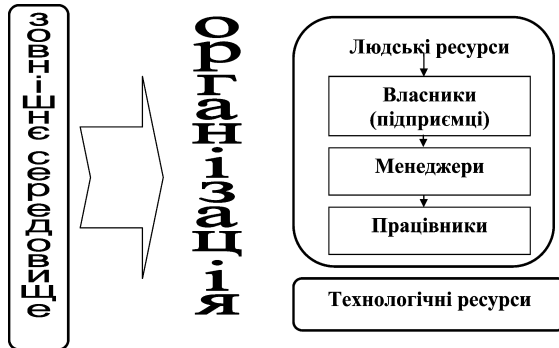 зовнішнє середовище
організація
Людські ресурси
Власники
(підприємці)
Менеджери
Працівники
Технологічні ресурси